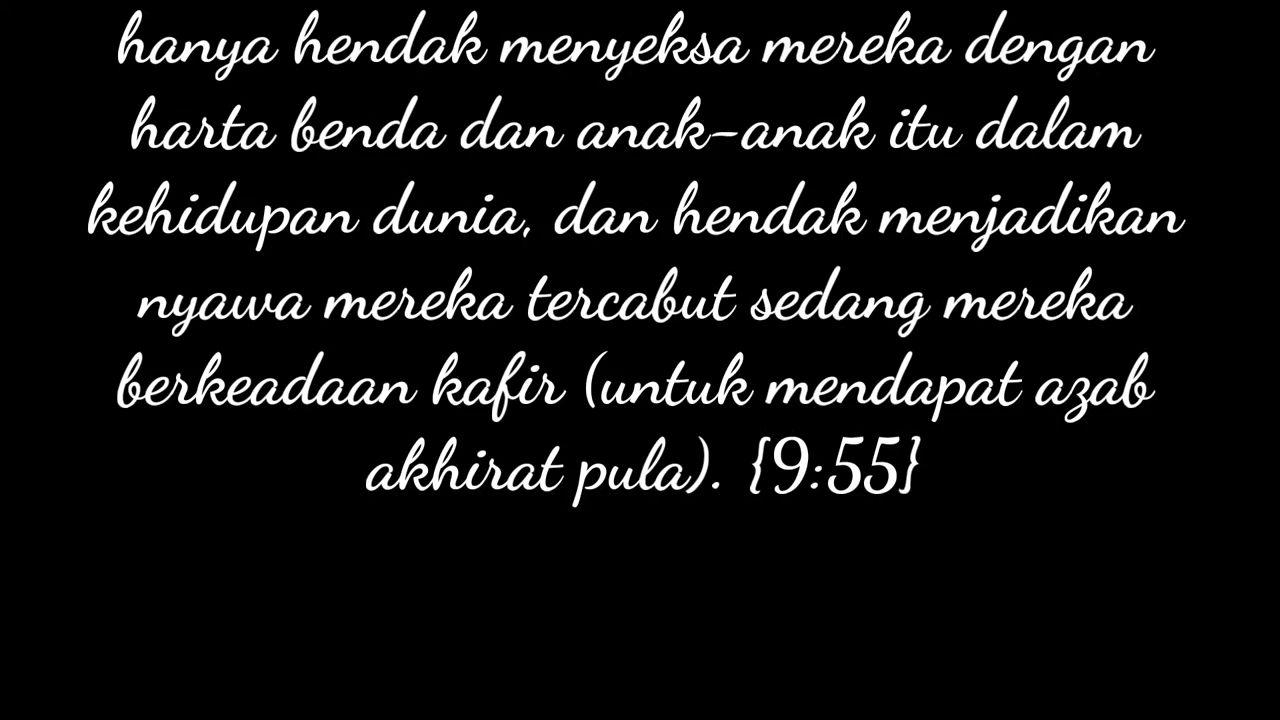 hanya hendak menyeksa mereka dengan
harta benda dan anak-anak itu dalam
kehidupan dunia, dan hendak menjadikan
nyawa mereka tercabut sedang mereka
berkeadaan kafir (untuk mendapat azab
akhirat pula). {9:55}